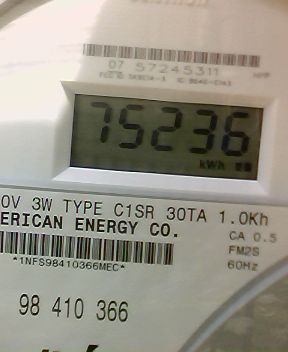 07 57245311
75236
kWh
0V 3W TYPE C1SR 30TA 1.0Kh
ERICAN ENERGY CO.
CA 0.5
FM2S
60Hz
*1NFS98410366MEC*
98 410 366